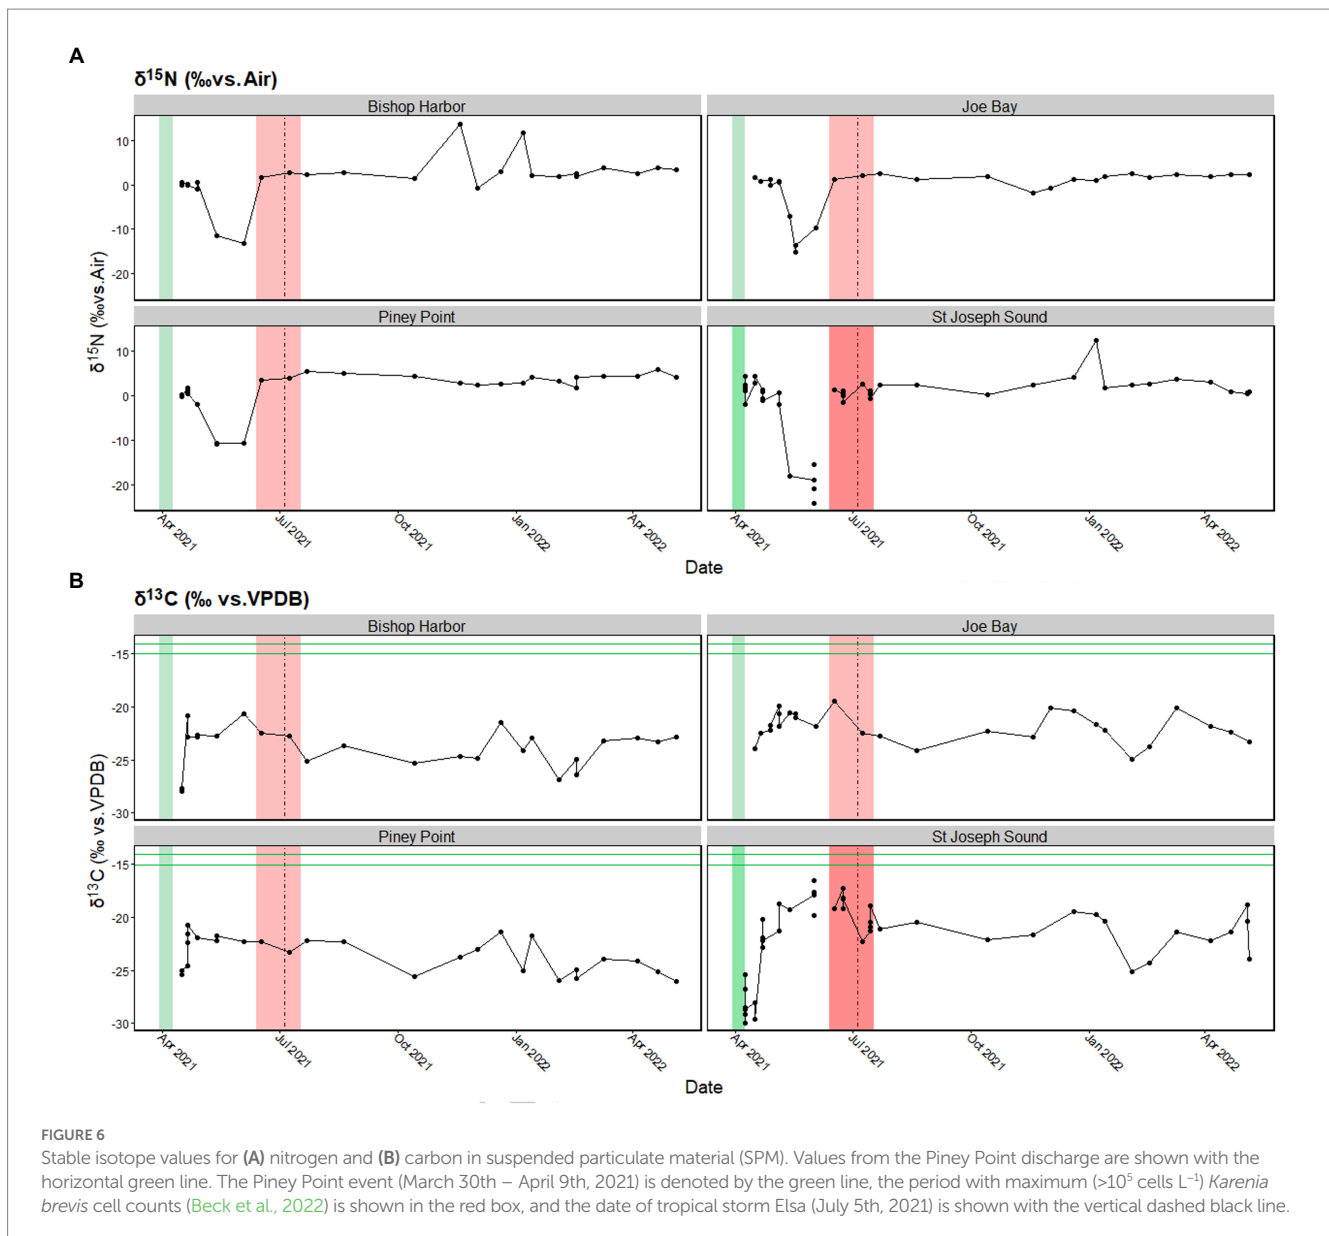 A
δ¹⁵N (‰vs.Air)
Bishop Harbor
Joe Bay
10
0
-10
-20
Piney Point
St Joseph Sound
10
0
-10
-20
δ¹⁵N (‰vs.Air)
Apr 2021
Jul 2021
Oct 2021
Jan 2022
Apr 2022
Apr 2021
Jul 2021
Oct 2021
Jan 2022
Apr 2022
Date
B
δ¹³C (‰ vs.VPDB)
Bishop Harbor
Joe Bay
-15
-20
-25
-30
Piney Point
St Joseph Sound
-15
-20
-25
-30
δ¹³C (‰ vs.VPDB)
Apr 2021
Jul 2021
Oct 2021
Jan 2022
Apr 2022
Apr 2021
Jul 2021
Oct 2021
Jan 2022
Apr 2022
Date
FIGURE 6
Stable isotope values for (A) nitrogen and (B) carbon in suspended particulate material (SPM). Values from the Piney Point discharge are shown with the
horizontal green line. The Piney Point event (March 30th – April 9th, 2021) is denoted by the green line, the period with maximum (>10⁵ cells L⁻¹) Karenia
brevis cell counts (Beck et al., 2022) is shown in the red box, and the date of tropical storm Elsa (July 5th, 2021) is shown with the vertical dashed black line.